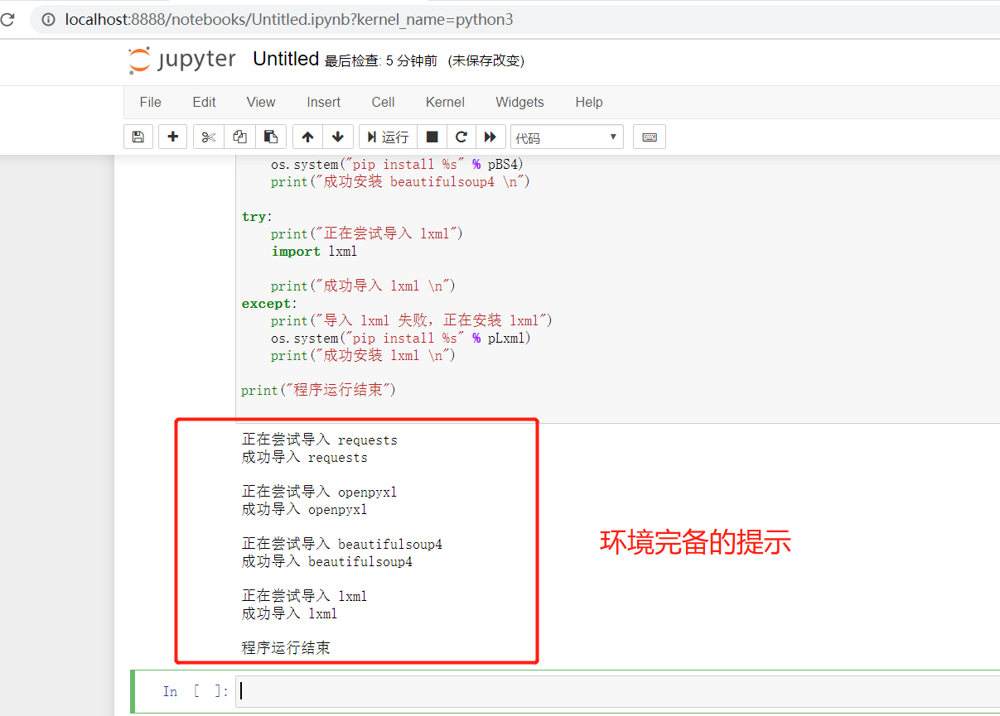 localhost:8888/notebooks/Untitled.ipynb?kernel_name=python3
jupyter Untitled 最后检查: 5 分钟前 (未保存改变)
File Edit View Insert Cell Kernel Widgets Help
运行 代码
os.system("pip install %s" % pBS4)
print("成功安装 beautifulsoup4 \n")
try:
print("正在尝试导入 lxml")
import lxml
print("成功导入 lxml \n")
except:
print("导入 lxml 失败，正在安装 lxml")
os.system("pip install %s" % pLxml)
print("成功安装 lxml \n")
print("程序运行结束")
正在尝试导入 requests
成功导入 requests
正在尝试导入 openpyxl
成功导入 openpyxl
正在尝试导入 beautifulsoup4
成功导入 beautifulsoup4
正在尝试导入 lxml
成功导入 lxml
程序运行结束
环境完备的提示
In [ ]: